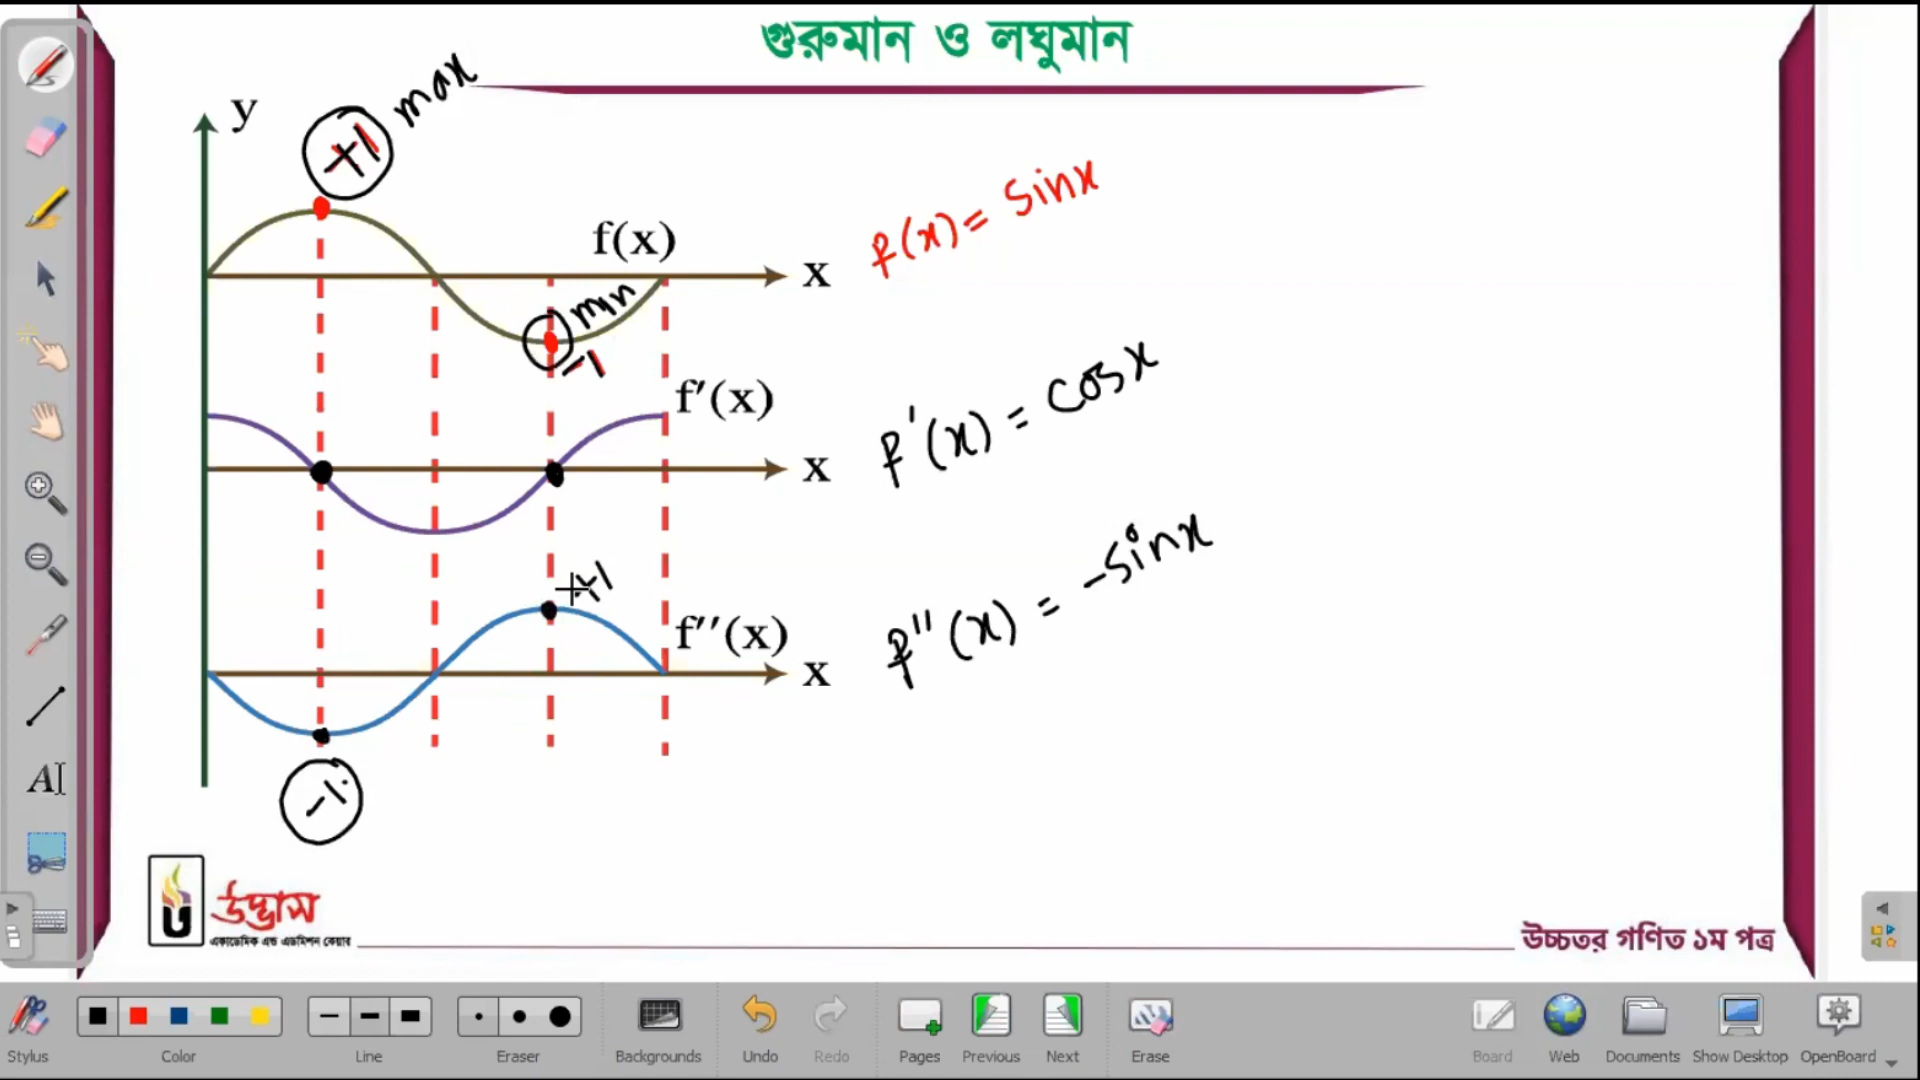 গুরুমান ও লঘুমান
y
+1 max
f(x)
x
f(x) = sinx
min
-1
f′(x)
x
f'(x) = cosx
+1
f′′(x)
x
f''(x) = -sinx
-1
উদ্ভাস
একাডেমিক এন্ড এডমিশন কেয়ার
উচ্চতর গণিত ১ম পত্র
Stylus
Color
Line
Eraser
Backgrounds
Undo
Redo
Pages
Previous
Next
Erase
Board
Web
Documents
Show Desktop
OpenBoard